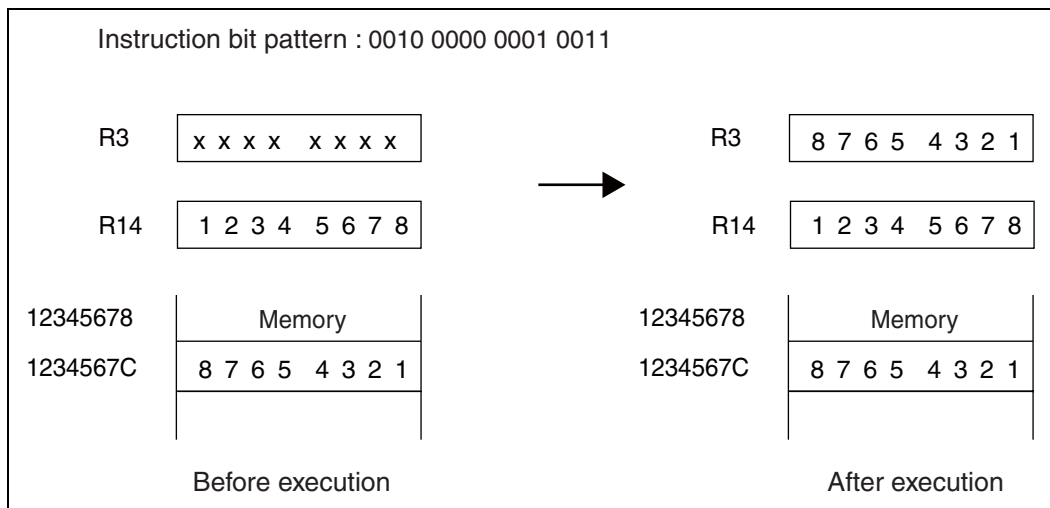 Instruction bit pattern : 0010 0000 0001 0011
R3 x x x x x x x x R3 8 7 6 5 4 3 2 1
R14 1 2 3 4 5 6 7 8 R14 1 2 3 4 5 6 7 8
12345678 Memory 12345678 Memory
1234567C 8 7 6 5 4 3 2 1 1234567C 8 7 6 5 4 3 2 1
Before execution After execution